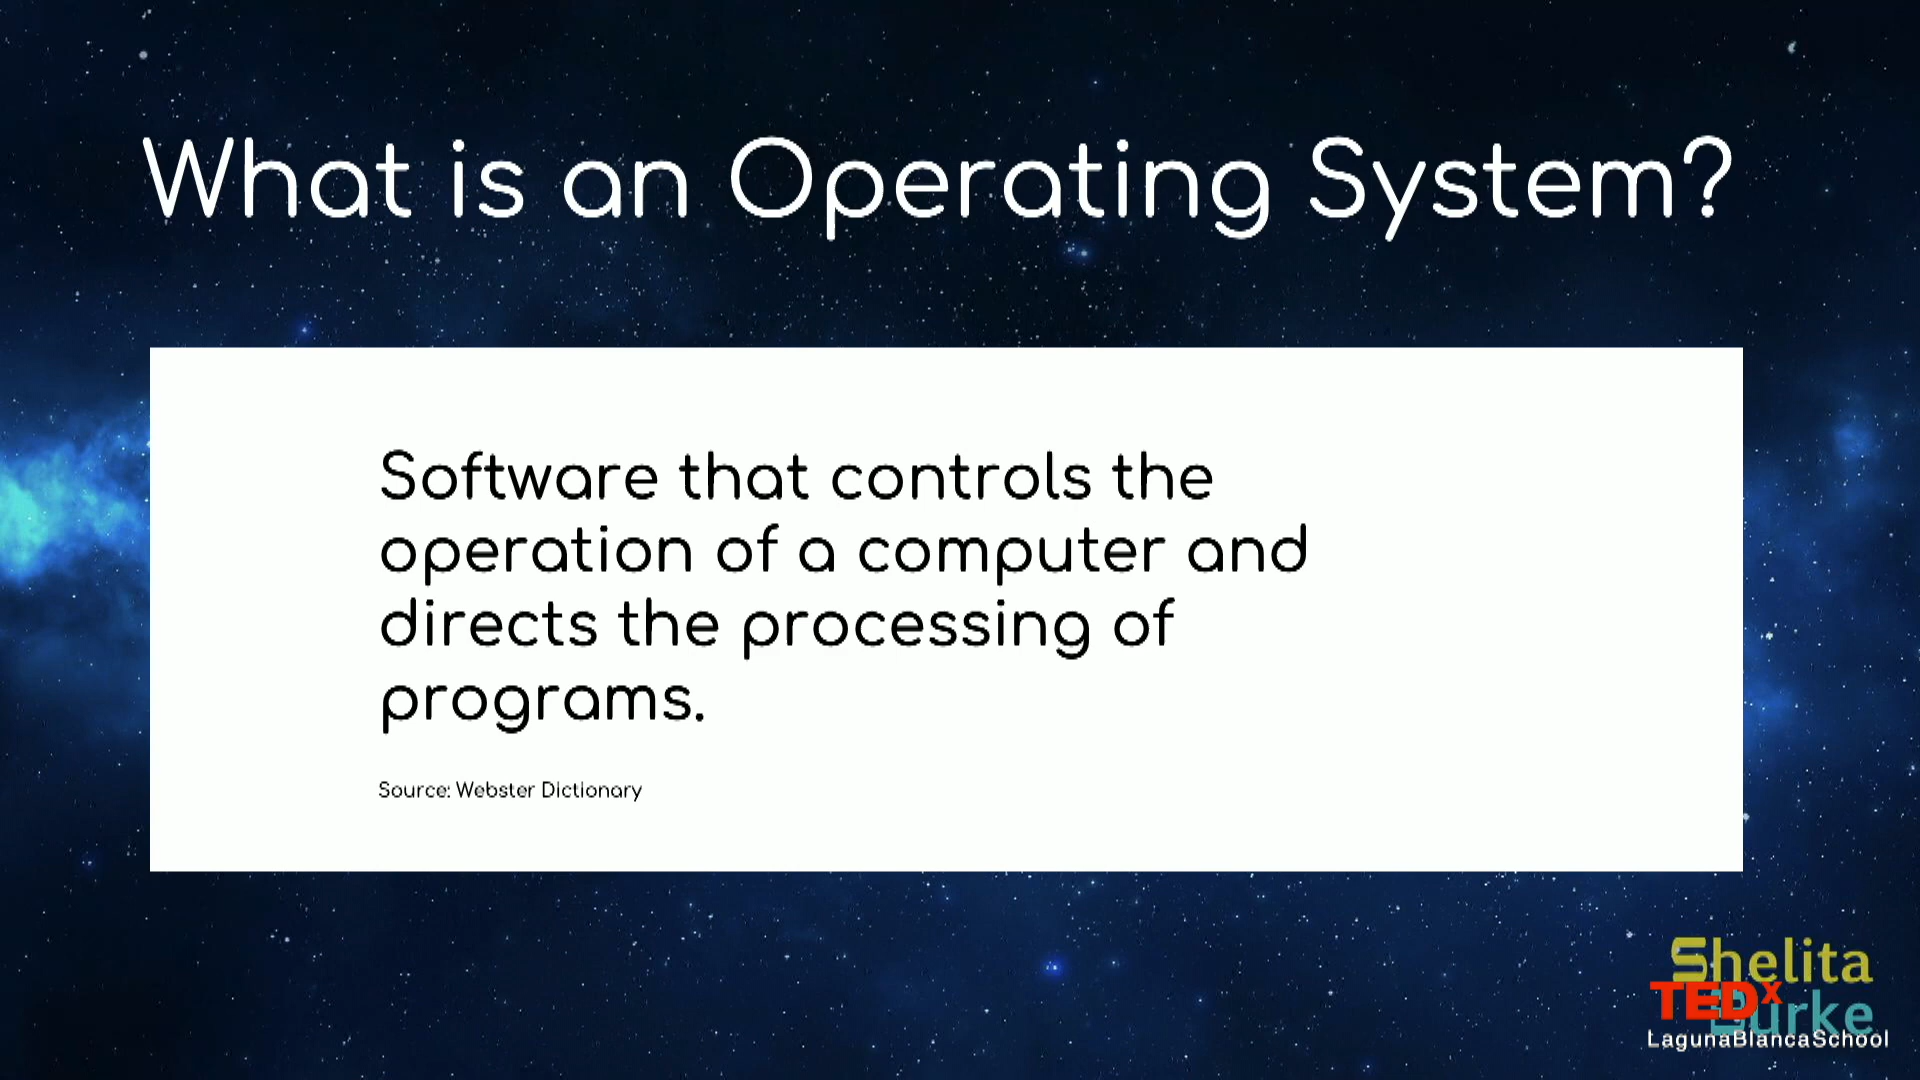 What is an Operating System?
Software that controls the
operation of a computer and
directs the processing of
programs.
Source: Webster Dictionary
Shelita
TEDx
Burke
LagunaBlancaSchool